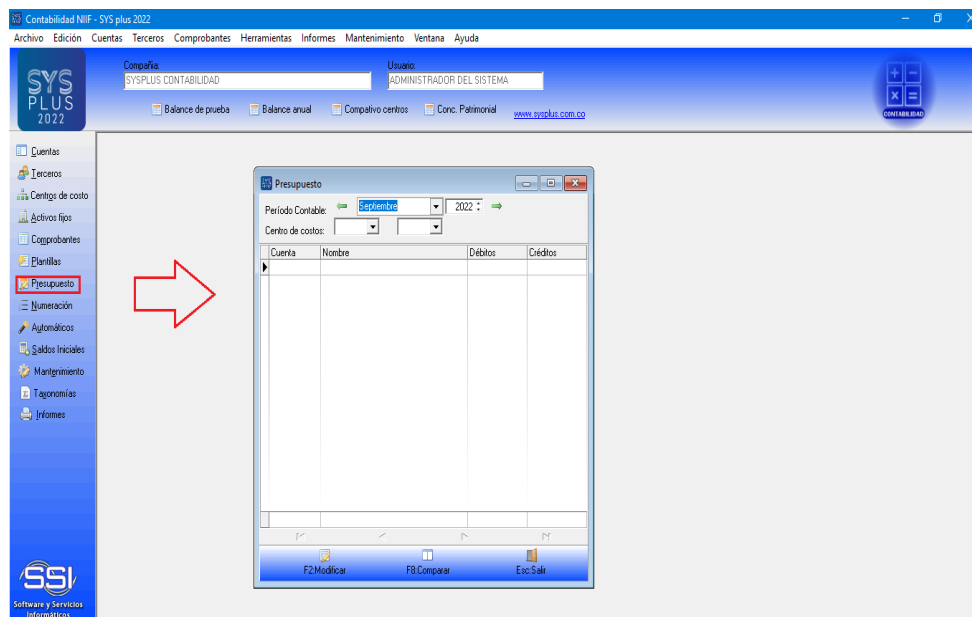 Contabilidad NIIF - SYS plus 2022
Archivo Edición Cuentas Terceros Comprobantes Herramientas Informes Mantenimiento Ventana Ayuda
SYS
PLUS
2022
Compañia:
SYSPLUS CONTABILIDAD
Usuario:
ADMINISTRADOR DEL SISTEMA
Balance de prueba Balance anual Compativo centros Conc. Patrimonial www.sysplus.com.co
CONTABILIDAD
Cuentas
Terceros
Centros de costo
Activos fijos
Comprobantes
Plantillas
Presupuesto
Numeración
Automáticos
Saldos Iniciales
Mantenimiento
Taxonomías
Informes
Presupuesto
Período Contable: Septiembre 2022
Centro de costos:
Cuenta Nombre Débitos Créditos
F2:Modificar F8:Comparar Esc:Salir
SSI
Software y Servicios
Informáticos